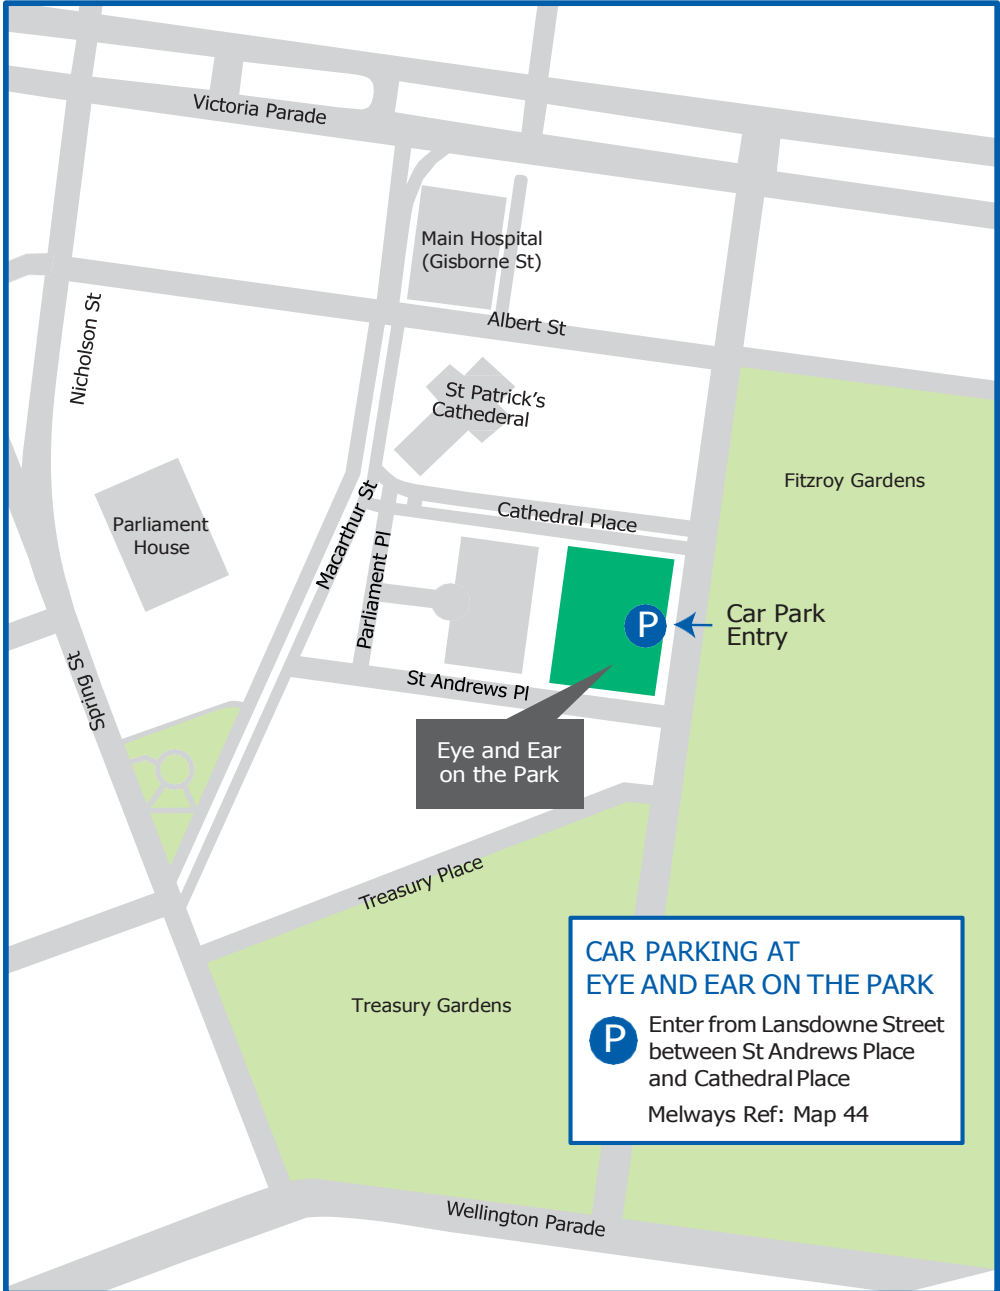 Victoria Parade
Main Hospital
(Gisborne St)
Albert St
Nicholson St
St Patrick's
Cathederal
Fitzroy Gardens
Parliament
House
Macarthur St
Cathedral Place
Parliament Pl
P
Car Park
Entry
Spring St
St Andrews Pl
Eye and Ear
on the Park
Treasury Place
Treasury Gardens
CAR PARKING AT
EYE AND EAR ON THE PARK
P
Enter from Lansdowne Street
between St Andrews Place
and Cathedral Place
Melways Ref: Map 44
Wellington Parade